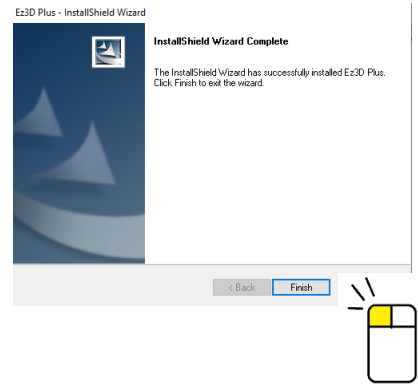 Ez3D Plus - InstallShield Wizard
InstallShield Wizard Complete
The InstallShield Wizard has successfully installed Ez3D Plus.
Click Finish to exit the wizard.
< Back
Finish